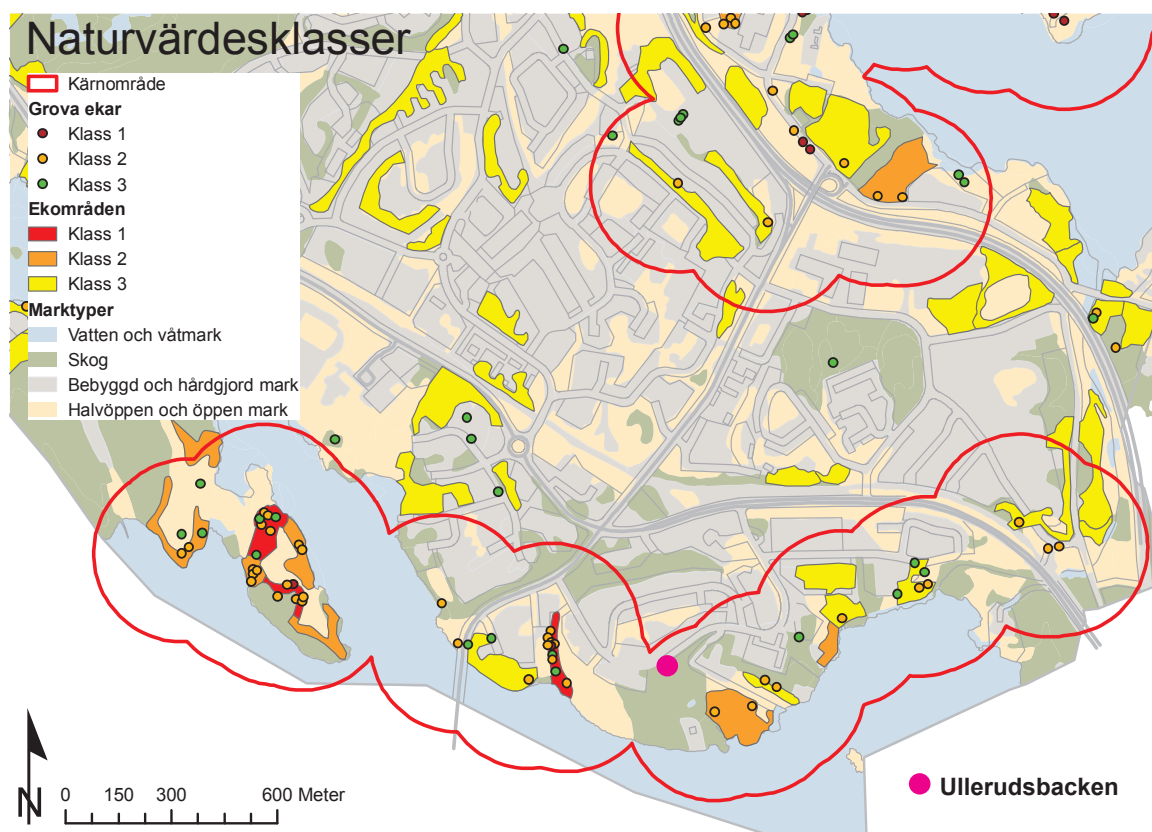 Naturvärdesklasser
Kärnområde
Grova ekar
Klass 1
Klass 2
Klass 3
Ekområden
Klass 1
Klass 2
Klass 3
Marktyper
Vatten och våtmark
Skog
Bebyggd och hårdgjord mark
Halvöppen och öppen mark
N
0 150 300 600 Meter
Ullerudsbacken